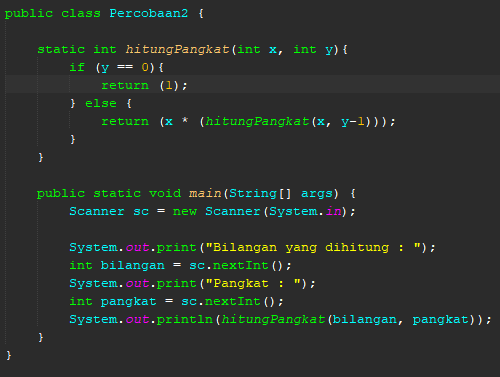 public class Percobaan2 {
static int hitungPangkat(int x, int y){
if (y == 0){
return (1);
} else {
return (x * (hitungPangkat(x, y-1)));
}
}
public static void main(String[] args) {
Scanner sc = new Scanner(System.in);
System.out.print("Bilangan yang dihitung : ");
int bilangan = sc.nextInt();
System.out.print("Pangkat : ");
int pangkat = sc.nextInt();
System.out.println(hitungPangkat(bilangan, pangkat));
}
}